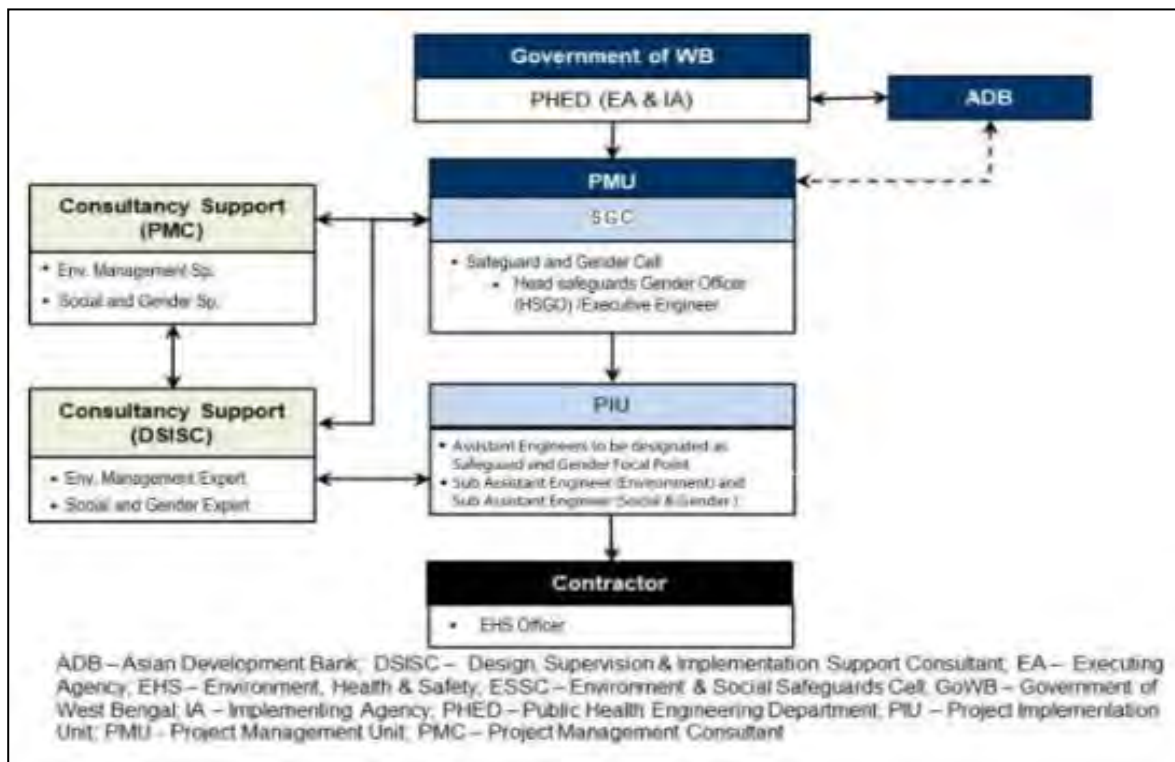 Government of WB
PHED (EA & IA)
ADB
PMU
SGC
• Safeguard and Gender Cell
• Head safeguards Gender Officer
(HSGO) /Executive Engineer
Consultancy Support
(PMC)
• Env. Management Sp.
• Social and Gender Sp.
Consultancy Support
(DSISC)
• Env. Management Expert
• Social and Gender Expert
PIU
• Assistant Engineers to be designated as
Safeguard and Gender Focal Point
• Sub Assistant Engineer (Environment) and
Sub Assistant Engineer (Social & Gender )
Contractor
• EHS Officer
ADB – Asian Development Bank; DSISC – Design, Supervision & Implementation Support Consultant; EA – Executing
Agency; EHS – Environment, Health & Safety; ESSC – Environment & Social Safeguards Cell; GoWB – Government of
West Bengal; IA – Implementing Agency; PHED – Public Health Engineering Department; PIU – Project Implementation
Unit; PMU - Project Management Unit; PMC – Project Management Consultant